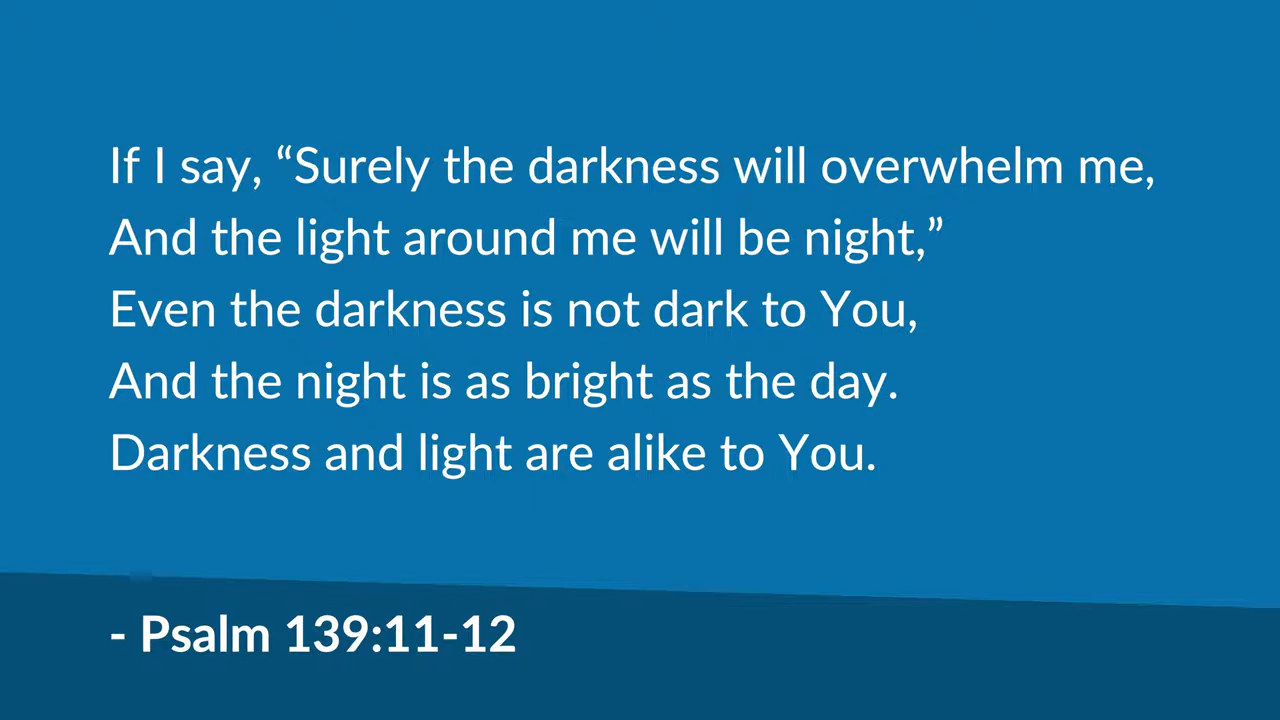 If I say, “Surely the darkness will overwhelm me,
And the light around me will be night,”
Even the darkness is not dark to You,
And the night is as bright as the day.
Darkness and light are alike to You.
- Psalm 139:11-12